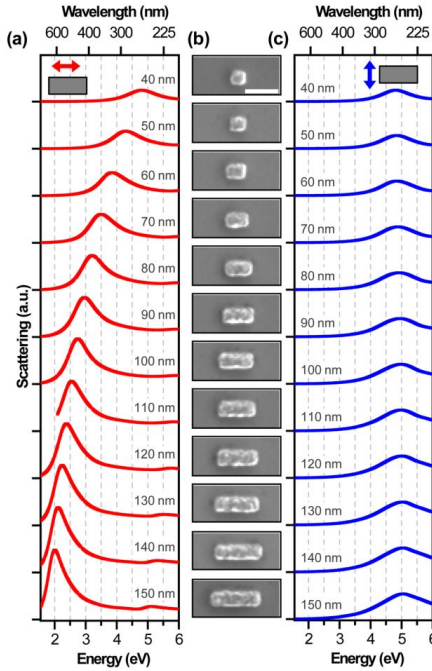 Wavelength (nm)
Wavelength (nm)
(a)
600 400 300 225
(b)
(c)
600 400 300 225
40 nm
40 nm
50 nm
50 nm
60 nm
60 nm
70 nm
70 nm
80 nm
80 nm
90 nm
90 nm
100 nm
100 nm
110 nm
110 nm
120 nm
120 nm
130 nm
130 nm
140 nm
140 nm
150 nm
150 nm
Scattering (a.u.)
2 3 4 5 6
2 3 4 5 6
Energy (eV)
Energy (eV)